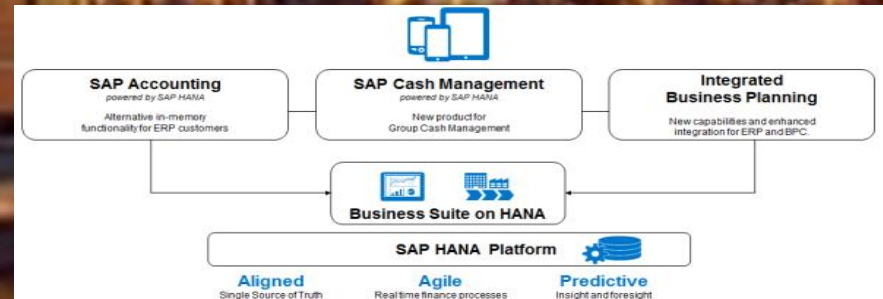 SAP Accounting
powered by SAP HANA
Alternative in-memory
functionality for ERP customers
SAP Cash Management
powered by SAP HANA
New product for
Group Cash Management
Integrated
Business Planning
New capabilities and enhanced
integration for ERP and BPC.
Business Suite on HANA
SAP HANA Platform
Aligned
Single Source of Truth
Agile
Real time finance processes
Predictive
Insight and foresight